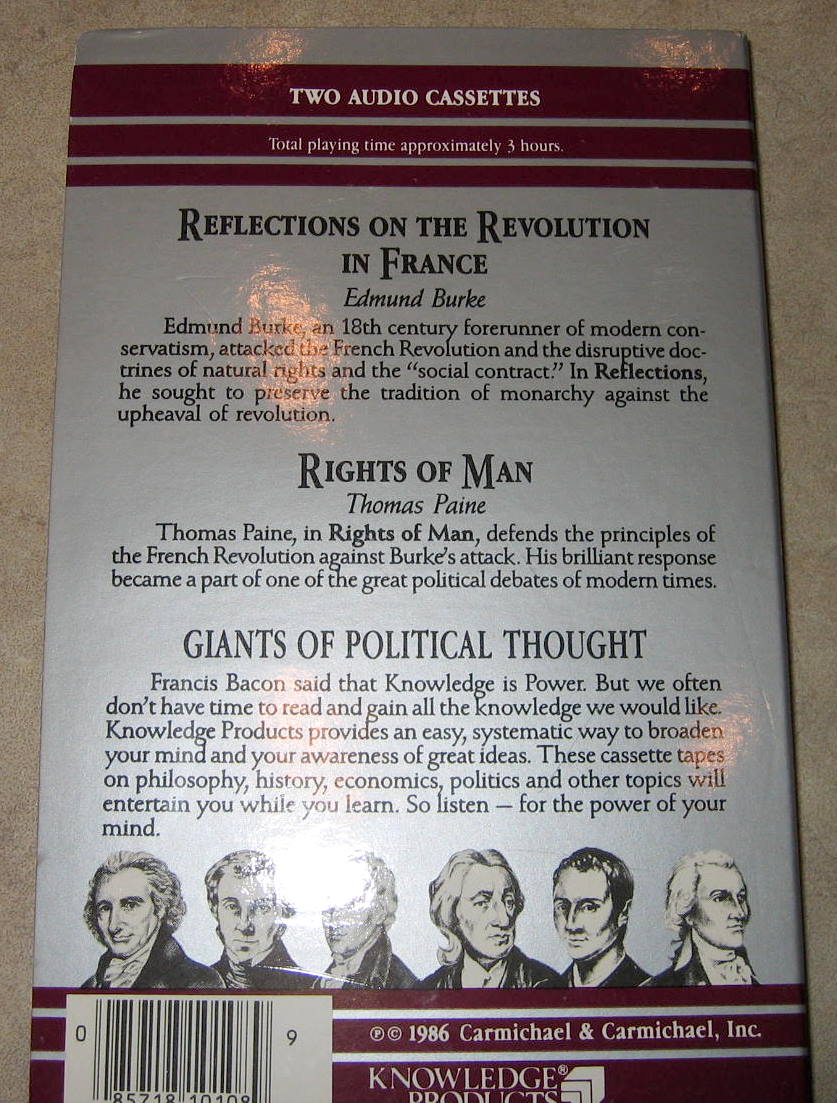 TWO AUDIO CASSETTES
Total playing time approximately 3 hours.
REFLECTIONS ON THE REVOLUTION
IN FRANCE
Edmund Burke
Edmund Burke, an 18th century forerunner of modern con-
servatism, attacked the French Revolution and the disruptive doc-
trines of natural rights and the “social contract.” In Reflections,
he sought to preserve the tradition of monarchy against the
upheaval of revolution.
RIGHTS OF MAN
Thomas Paine
Thomas Paine, in Rights of Man, defends the principles of
the French Revolution against Burke's attack. His brilliant response
became a part of one of the great political debates of modern times.
GIANTS OF POLITICAL THOUGHT
Francis Bacon said that Knowledge is Power. But we often
don't have time to read and gain all the knowledge we would like.
Knowledge Products provides an easy, systematic way to broaden
your mind and your awareness of great ideas. These cassette tapes
on philosophy, history, economics, politics and other topics will
entertain you while you learn. So listen — for the power of your
mind.
0 9
85718 10108
℗ © 1986 Carmichael & Carmichael, Inc.
KNOWLEDGE®
PRODUCTS